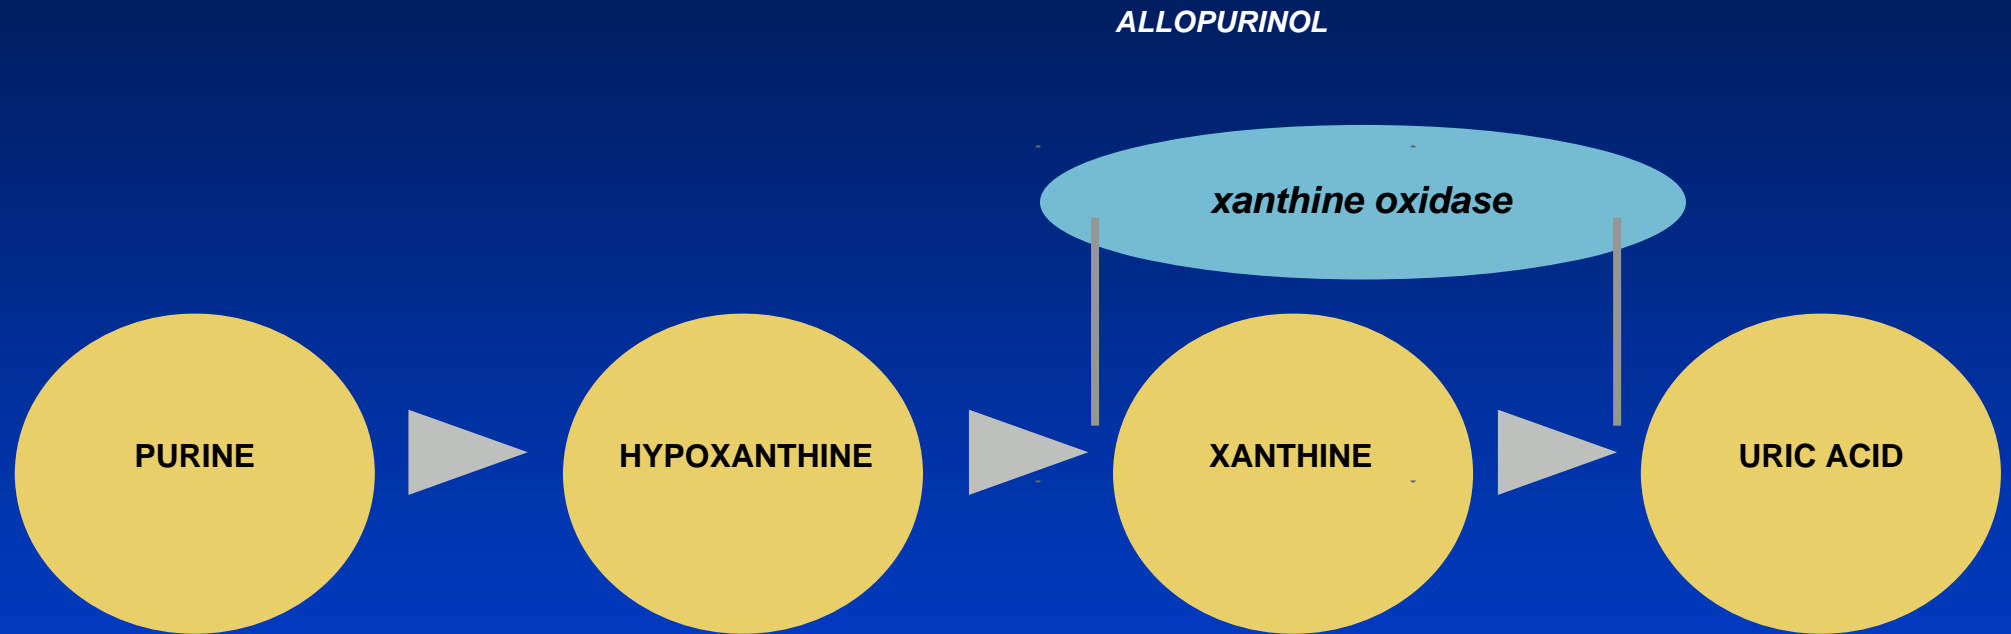 ALLOPURINOL
xanthine oxidase
PURINE
HYPOXANTHINE
XANTHINE
URIC ACID